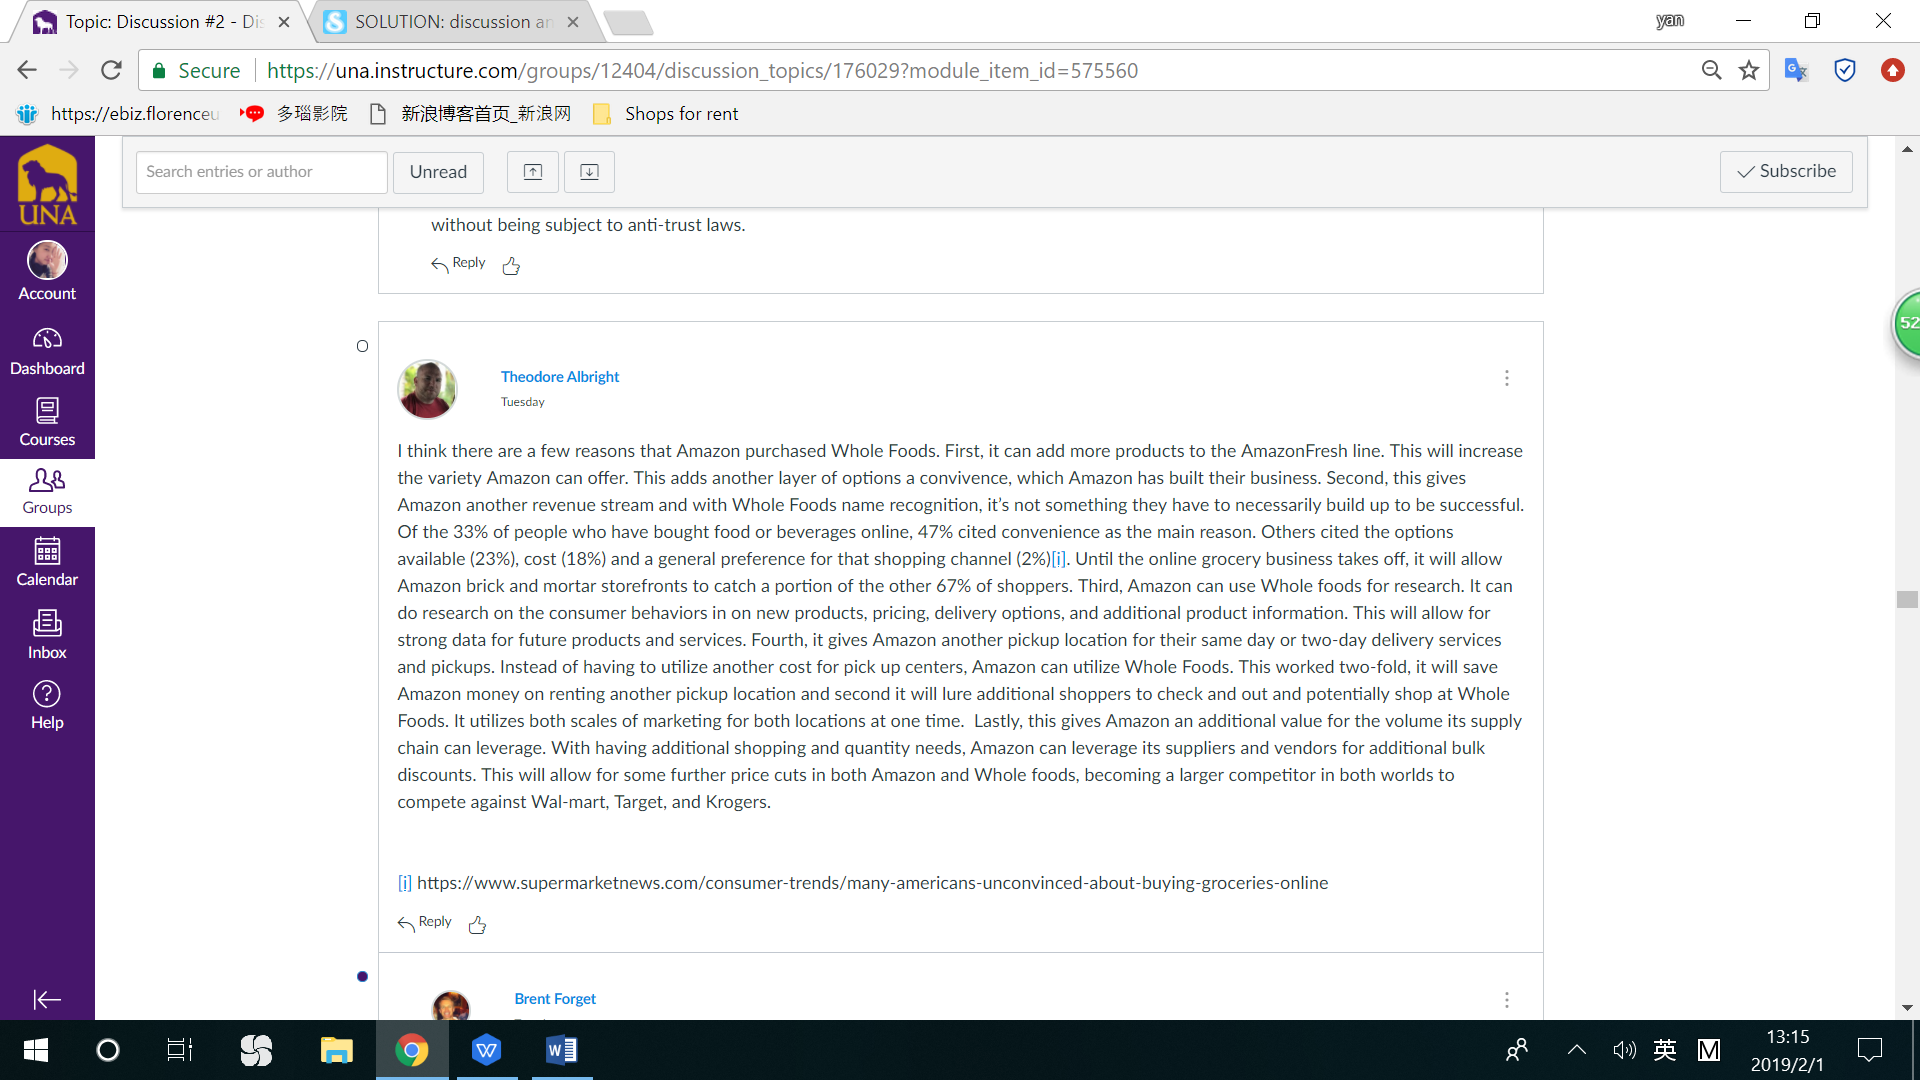 Topic: Discussion #2 - Dis
SOLUTION: discussion an
yan
Secure
https://una.instructure.com/groups/12404/discussion_topics/176029?module_item_id=575560
https://ebiz.florenceu
多瑙影院
新浪博客首页_新浪网
Shops for rent
UNA
Account
Dashboard
Courses
Groups
Calendar
Inbox
Help
Search entries or author
Unread
Subscribe
without being subject to anti-trust laws.
Reply
52
Theodore Albright
Tuesday
I think there are a few reasons that Amazon purchased Whole Foods. First, it can add more products to the AmazonFresh line. This will increase
the variety Amazon can offer. This adds another layer of options a convivence, which Amazon has built their business. Second, this gives
Amazon another revenue stream and with Whole Foods name recognition, it’s not something they have to necessarily build up to be successful.
Of the 33% of people who have bought food or beverages online, 47% cited convenience as the main reason. Others cited the options
available (23%), cost (18%) and a general preference for that shopping channel (2%)[i]. Until the online grocery business takes off, it will allow
Amazon brick and mortar storefronts to catch a portion of the other 67% of shoppers. Third, Amazon can use Whole foods for research. It can
do research on the consumer behaviors in on new products, pricing, delivery options, and additional product information. This will allow for
strong data for future products and services. Fourth, it gives Amazon another pickup location for their same day or two-day delivery services
and pickups. Instead of having to utilize another cost for pick up centers, Amazon can utilize Whole Foods. This worked two-fold, it will save
Amazon money on renting another pickup location and second it will lure additional shoppers to check and out and potentially shop at Whole
Foods. It utilizes both scales of marketing for both locations at one time.  Lastly, this gives Amazon an additional value for the volume its supply
chain can leverage. With having additional shopping and quantity needs, Amazon can leverage its suppliers and vendors for additional bulk
discounts. This will allow for some further price cuts in both Amazon and Whole foods, becoming a larger competitor in both worlds to
compete against Wal-mart, Target, and Krogers.
[i] https://www.supermarketnews.com/consumer-trends/many-americans-unconvinced-about-buying-groceries-online
Reply
Brent Forget
英
M
13:15
2019/2/1